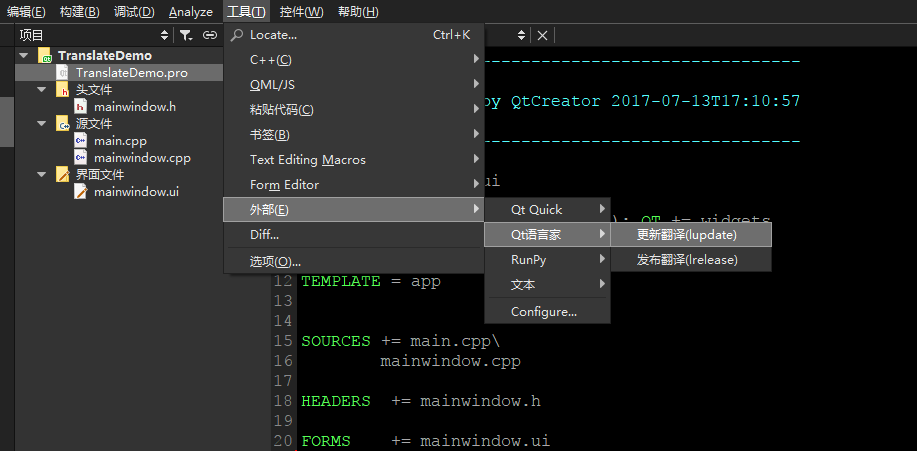 编辑(E) 构建(B) 调试(D) Analyze 工具(T) 控件(W) 帮助(H)
项目
TranslateDemo
TranslateDemo.pro
头文件
mainwindow.h
源文件
main.cpp
mainwindow.cpp
界面文件
mainwindow.ui
Locate... Ctrl+K
C++(C)
QML/JS
粘贴代码(C)
书签(B)
Text Editing Macros
Form Editor
外部(E)
Diff...
选项(O)...
Qt Quick
Qt语言家
RunPy
文本
Configure...
更新翻译(lupdate)
发布翻译(lrelease)
----------------------------------
by QtCreator 2017-07-13T17:10:57
----------------------------------
ui
): QT += widgets
12 TEMPLATE = app
13
14
15 SOURCES += main.cpp\
16 mainwindow.cpp
17
18 HEADERS += mainwindow.h
19
20 FORMS += mainwindow.ui